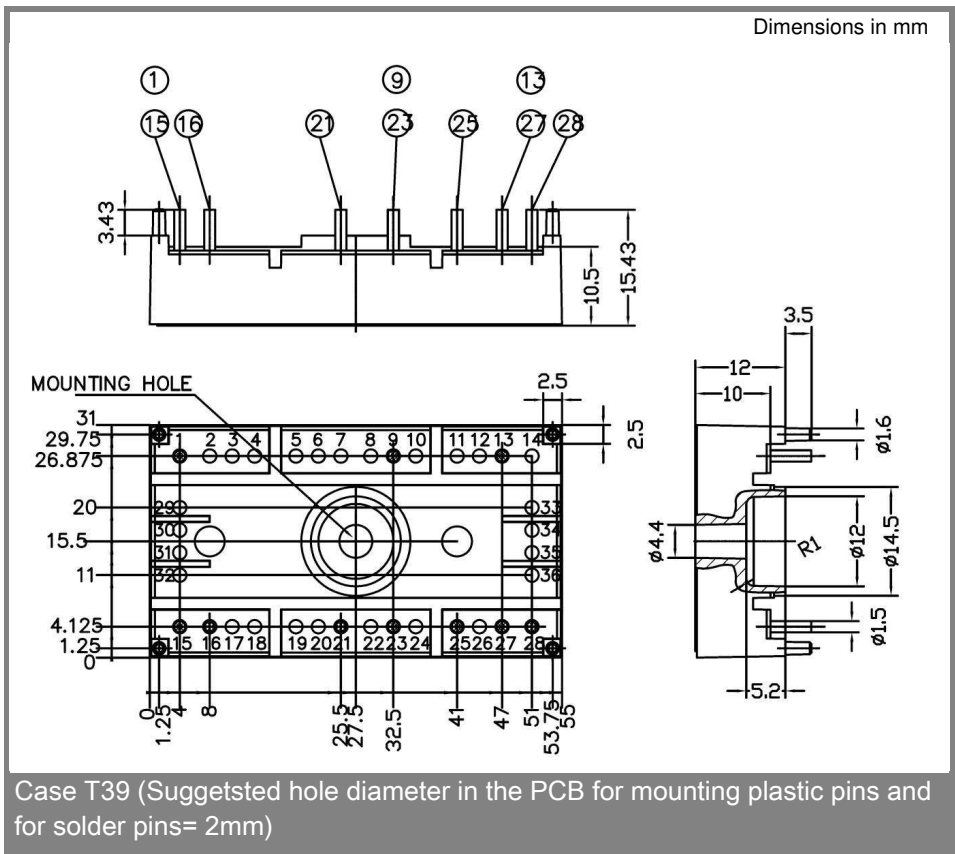 Dimensions in mm
1 9 13
15 16 21 23 25 27 28
3.43
10.5
15.43
MOUNTING HOLE
2.5
2.5
31
29.75
26.875
20
15.5
11
4.125
1.25
0
1 2 3 4 5 6 7 8 9 10 11 12 13 14
29 33
30 34
31 35
32 36
15 16 17 18 19 20 21 22 23 24 25 26 27 28
0 1.25 4 8 25.5 27.5 32.5 41 47 51 53.75 55
3.5
12
10
ø1.6
ø4.4
R1
ø12
ø14.5
ø1.5
5.2
Case T39 (Suggetsted hole diameter in the PCB for mounting plastic pins and
for solder pins= 2mm)